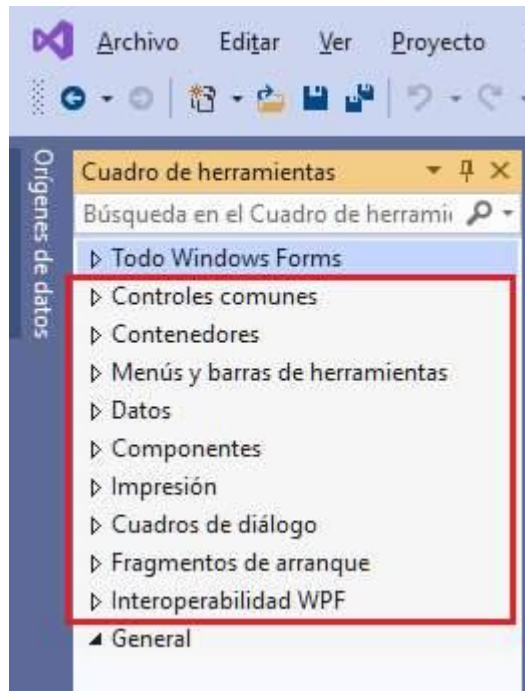 Archivo Editar Ver Proyecto
Orígenes de datos
Cuadro de herramientas
Búsqueda en el Cuadro de herrami
Todo Windows Forms
Controles comunes
Contenedores
Menús y barras de herramientas
Datos
Componentes
Impresión
Cuadros de diálogo
Fragmentos de arranque
Interoperabilidad WPF
General